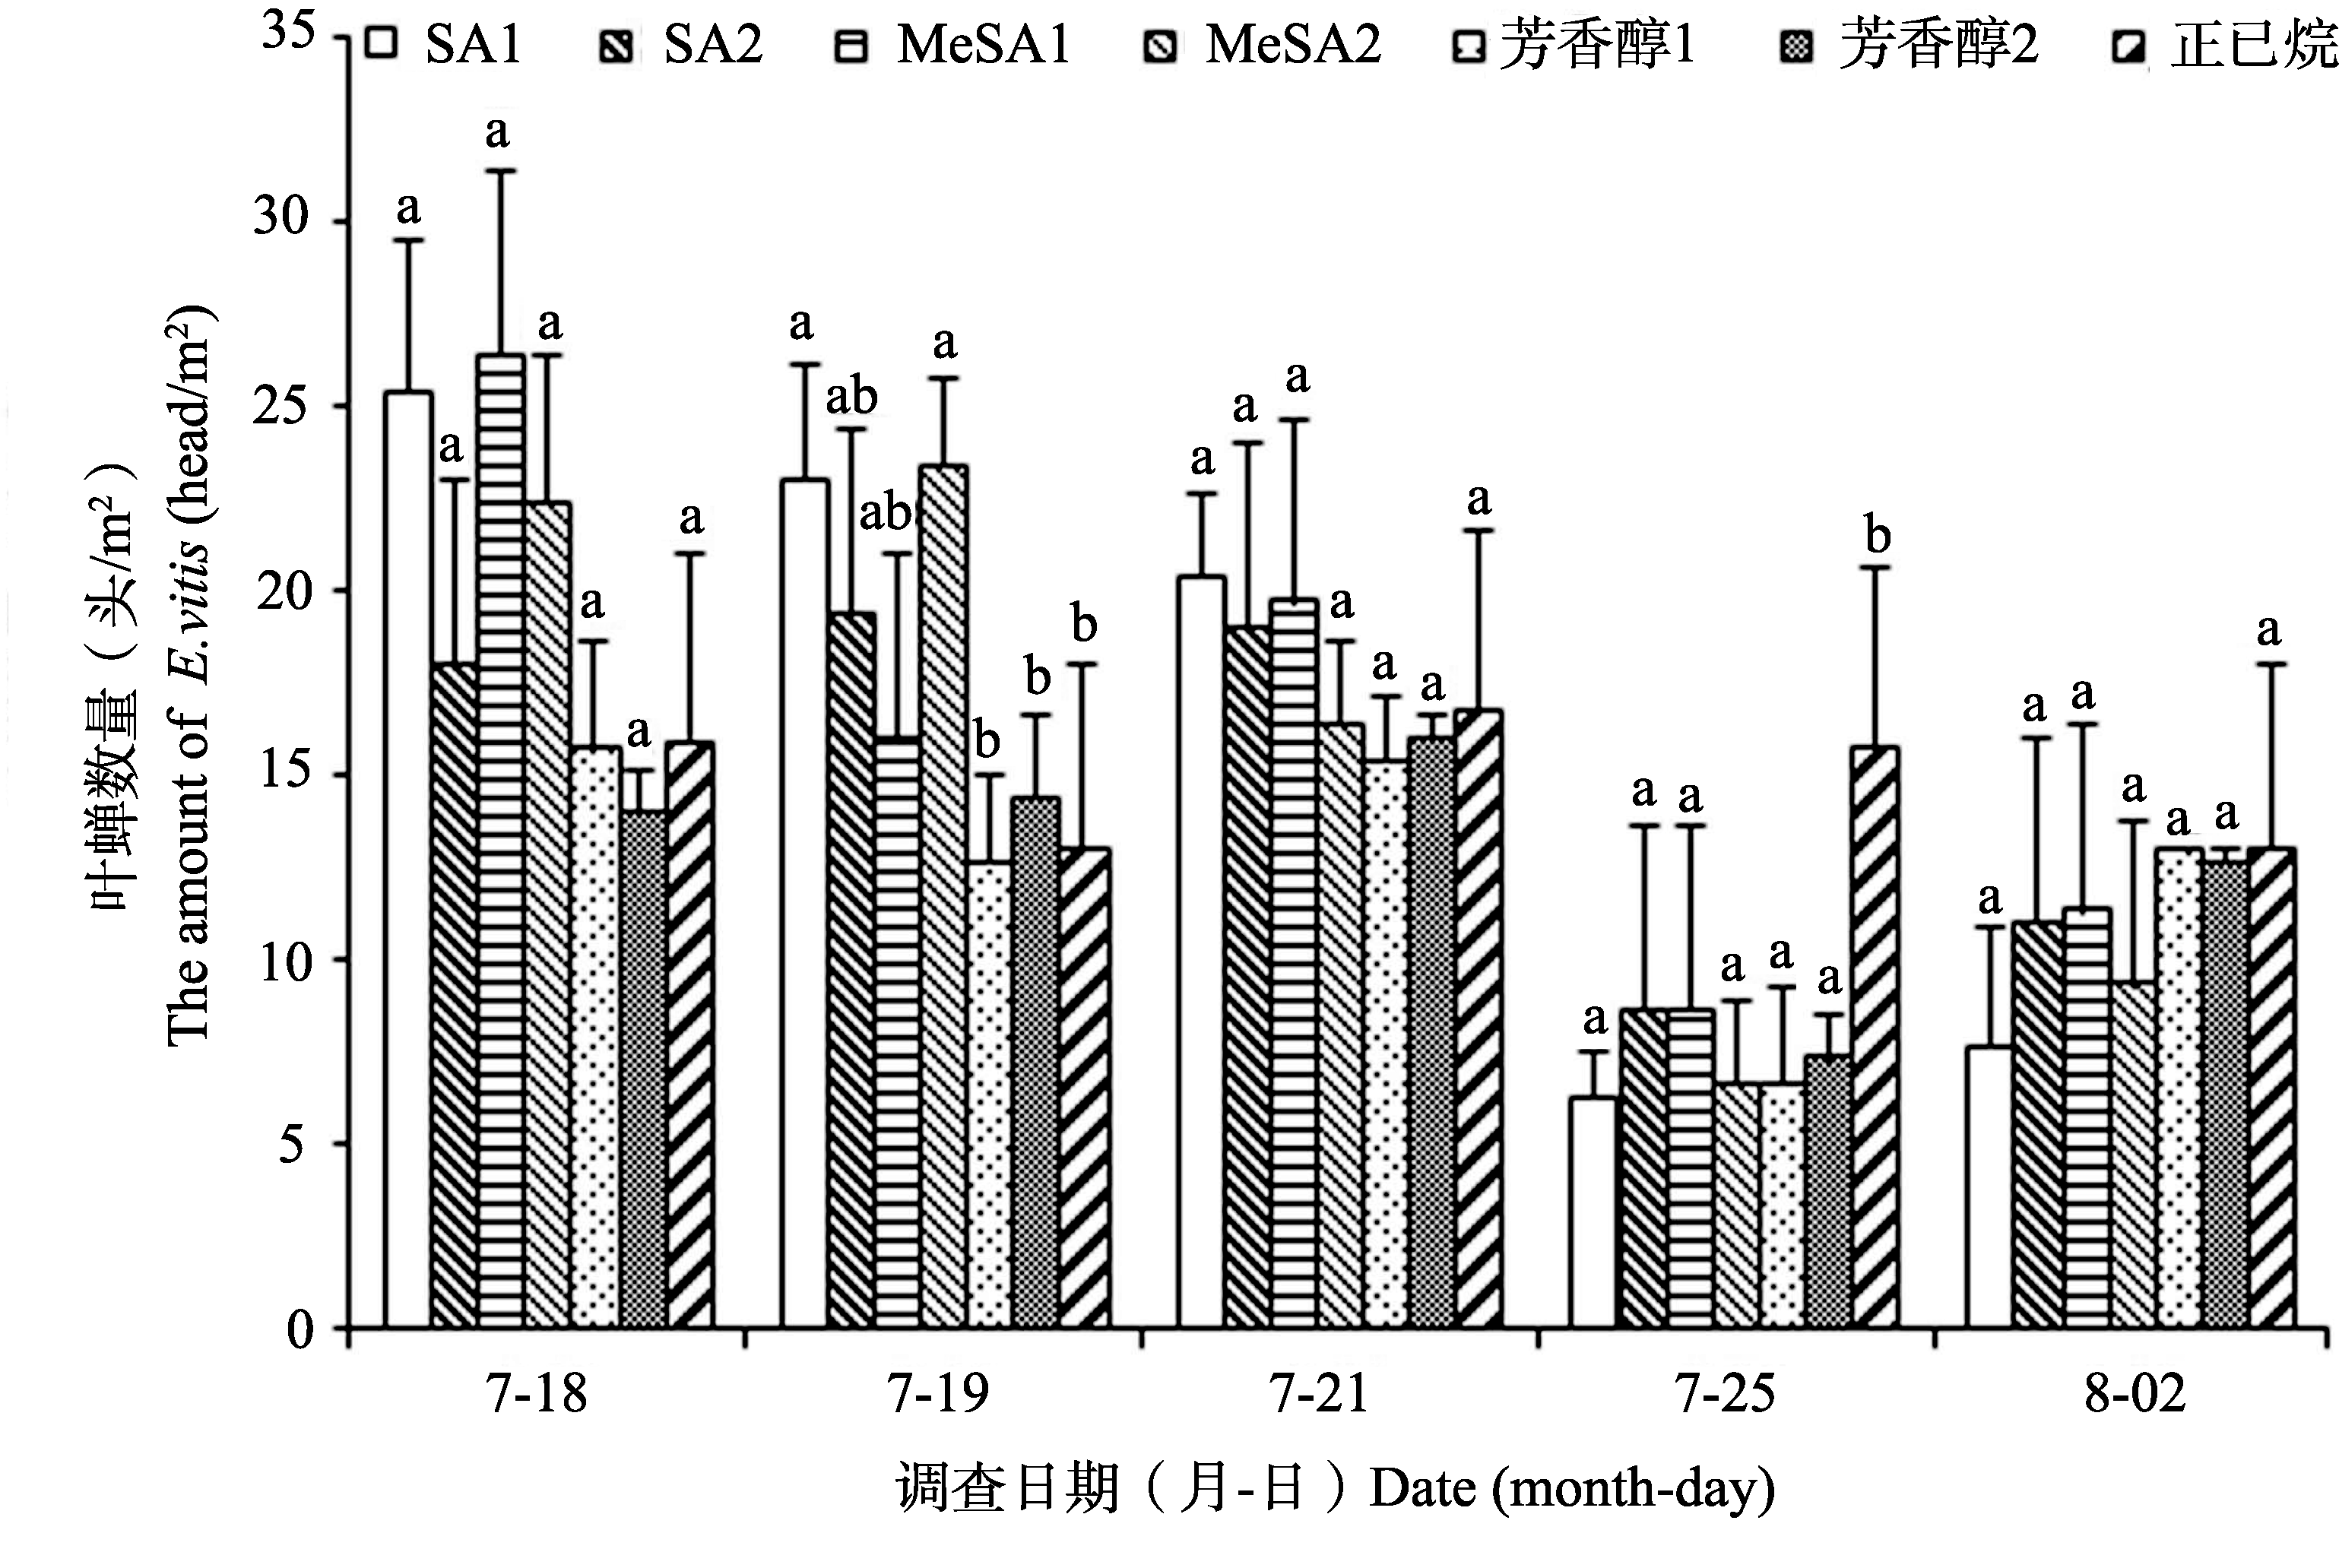 35
SA1 SA2 MeSA1 MeSA2 芳香醇1 芳香醇2 正已烷
30
25
20
15
10
5
0
叶蝉数量（头/m²）
The amount of E.vitis (head/m²)
a a a a a a a
a ab ab a b b b
a a a a a a a
a a a a a a b
a a a a a a a
7-18 7-19 7-21 7-25 8-02
调查日期（月-日）Date (month-day)